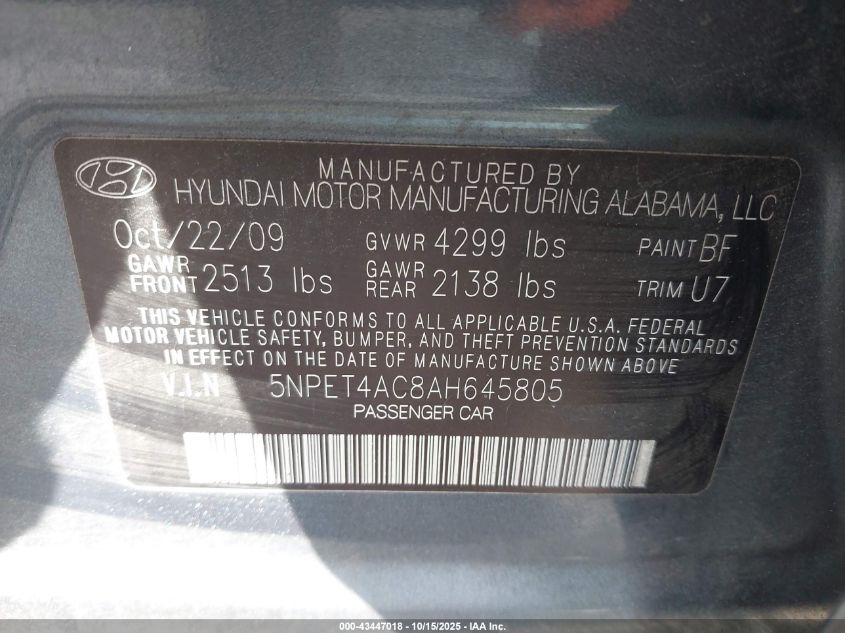 MANUFACTURED BY
HYUNDAI MOTOR MANUFACTURING ALABAMA, LLC
Oct/22/09 GVWR 4299 lbs PAINT BF
GAWR FRONT 2513 lbs GAWR REAR 2138 lbs TRIM U7
THIS VEHICLE CONFORMS TO ALL APPLICABLE U.S.A. FEDERAL
MOTOR VEHICLE SAFETY, BUMPER, AND THEFT PREVENTION STANDARDS
IN EFFECT ON THE DATE OF MANUFACTURE SHOWN ABOVE
V.I.N 5NPET4AC8AH645805
PASSENGER CAR
000-43447018 - 10/15/2025 - IAA Inc.